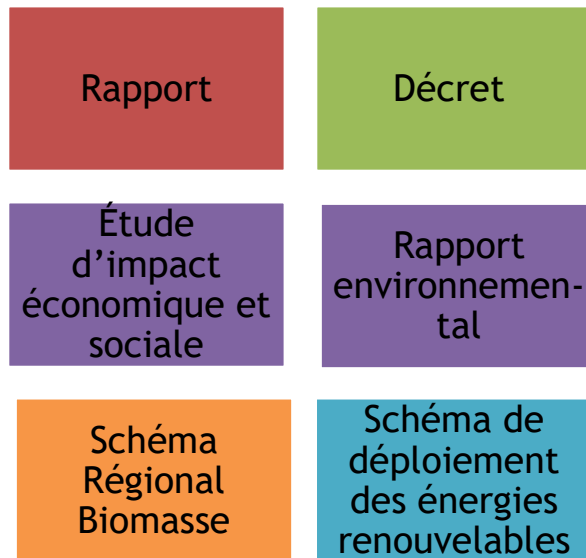 Rapport
Décret
Étude
d’impact
économique et
sociale
Rapport
environnemen-
tal
Schéma
Régional
Biomasse
Schéma de
déploiement
des énergies
renouvelables